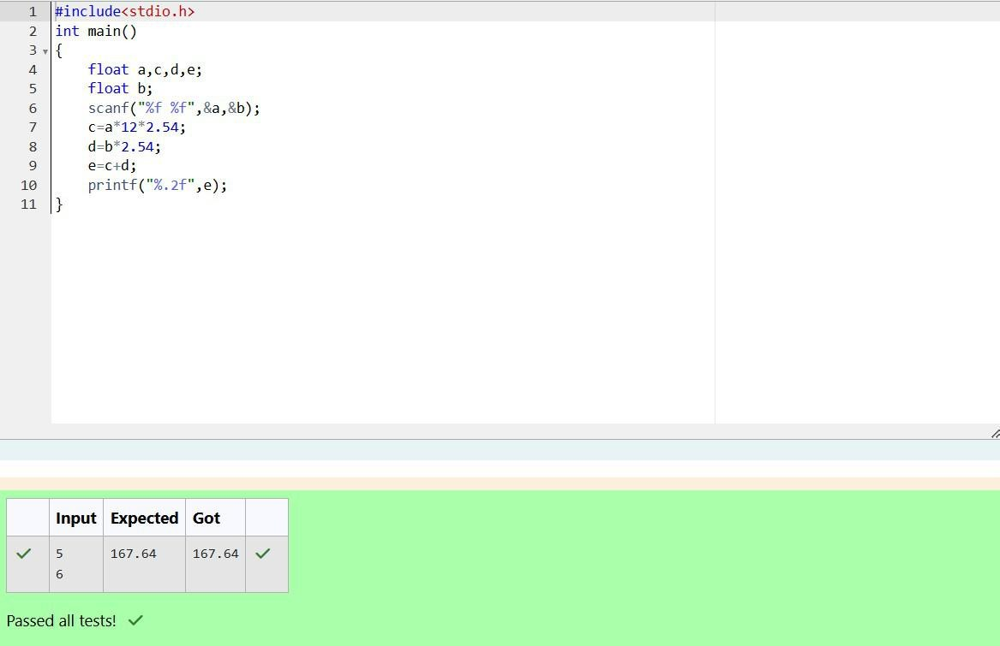 1 #include<stdio.h>
2 int main()
3 {
4     float a,c,d,e;
5     float b;
6     scanf("%f %f",&a,&b);
7     c=a*12*2.54;
8     d=b*2.54;
9     e=c+d;
10     printf("%.2f",e);
11 }
Input Expected Got
5 167.64 167.64
6
Passed all tests!